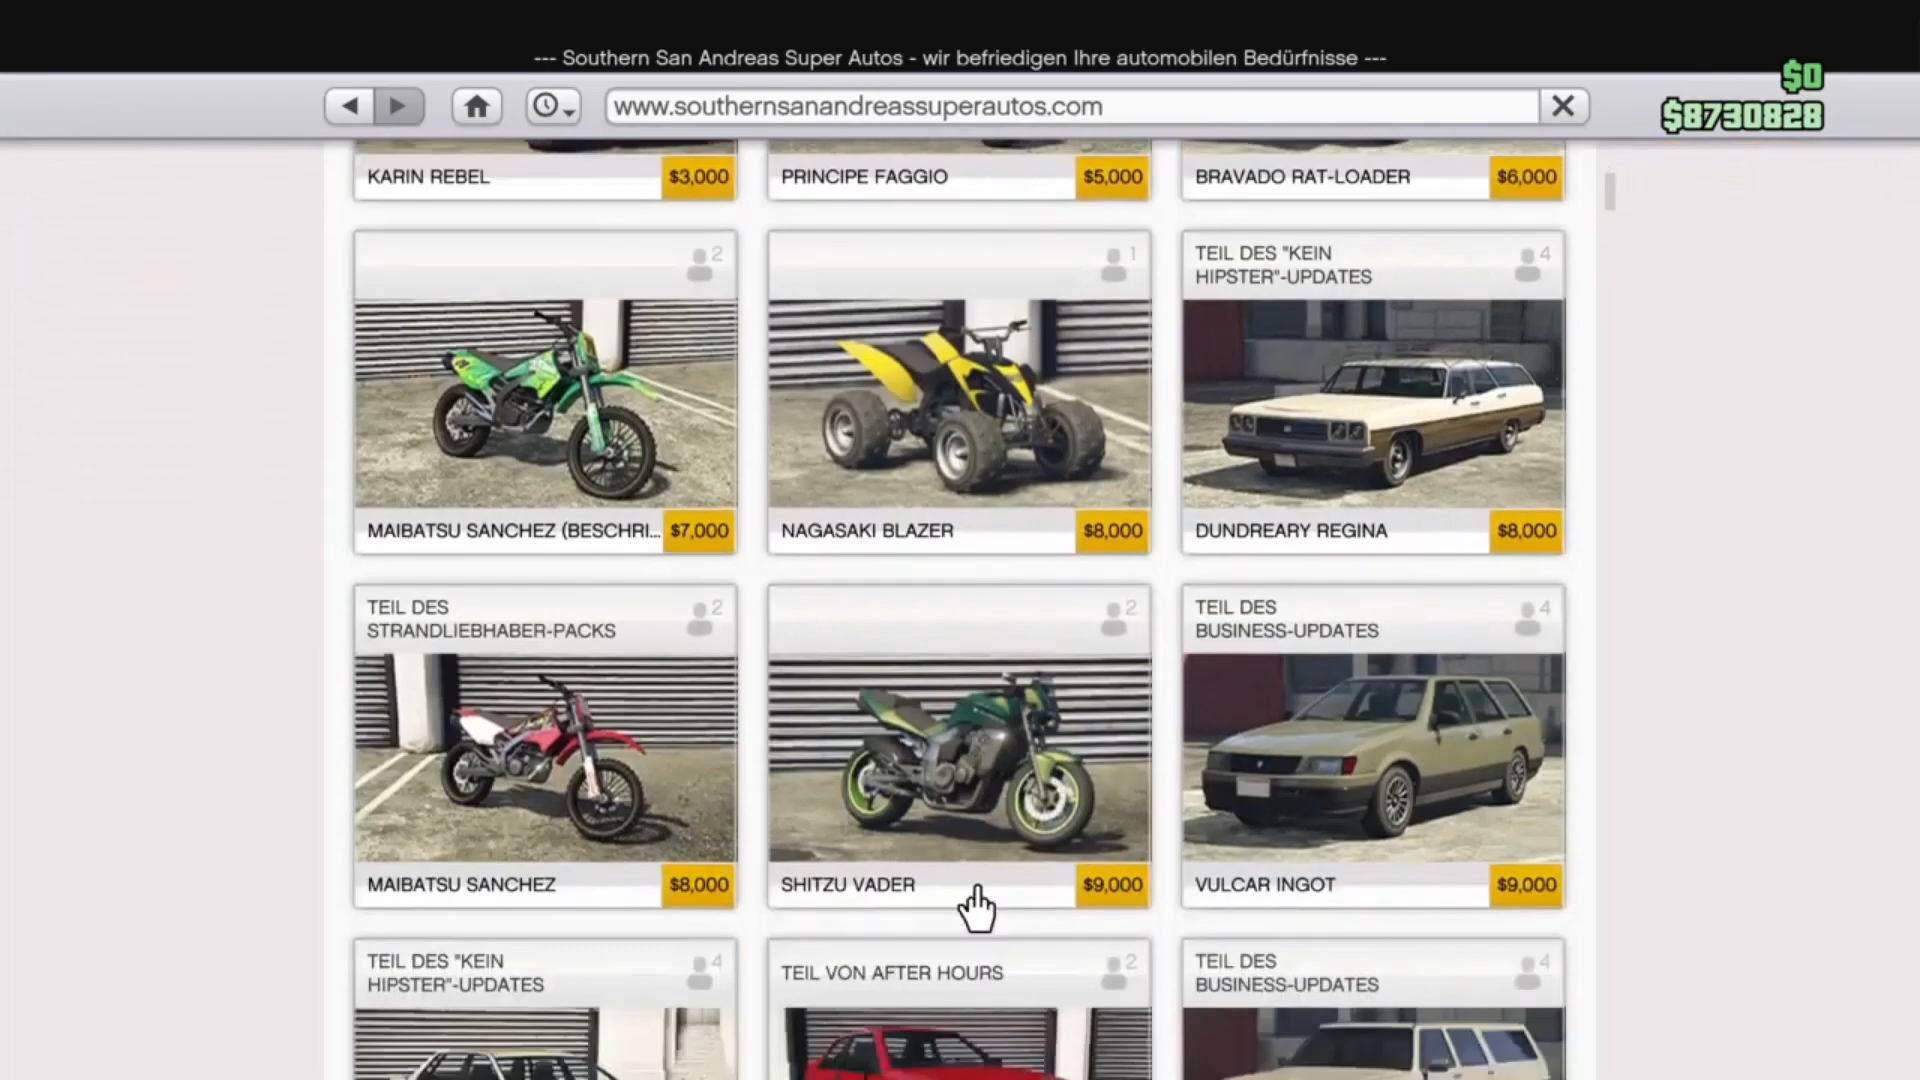 --- Southern San Andreas Super Autos - wir befriedigen Ihre automobilen Bedürfnisse ---
$0
www.southernsanandreassuperautos.com
$8730828
KARIN REBEL $3,000
PRINCIPE FAGGIO $5,000
BRAVADO RAT-LOADER $6,000
2
1
TEIL DES "KEIN
HIPSTER"-UPDATES
4
MAIBATSU SANCHEZ (BESCHRI... $7,000
NAGASAKI BLAZER $8,000
DUNDREARY REGINA $8,000
TEIL DES
STRANDLIEBHABER-PACKS
2
2
TEIL DES
BUSINESS-UPDATES
4
MAIBATSU SANCHEZ $8,000
SHITZU VADER $9,000
VULCAR INGOT $9,000
TEIL DES "KEIN
HIPSTER"-UPDATES
4
TEIL VON AFTER HOURS
2
TEIL DES
BUSINESS-UPDATES
4